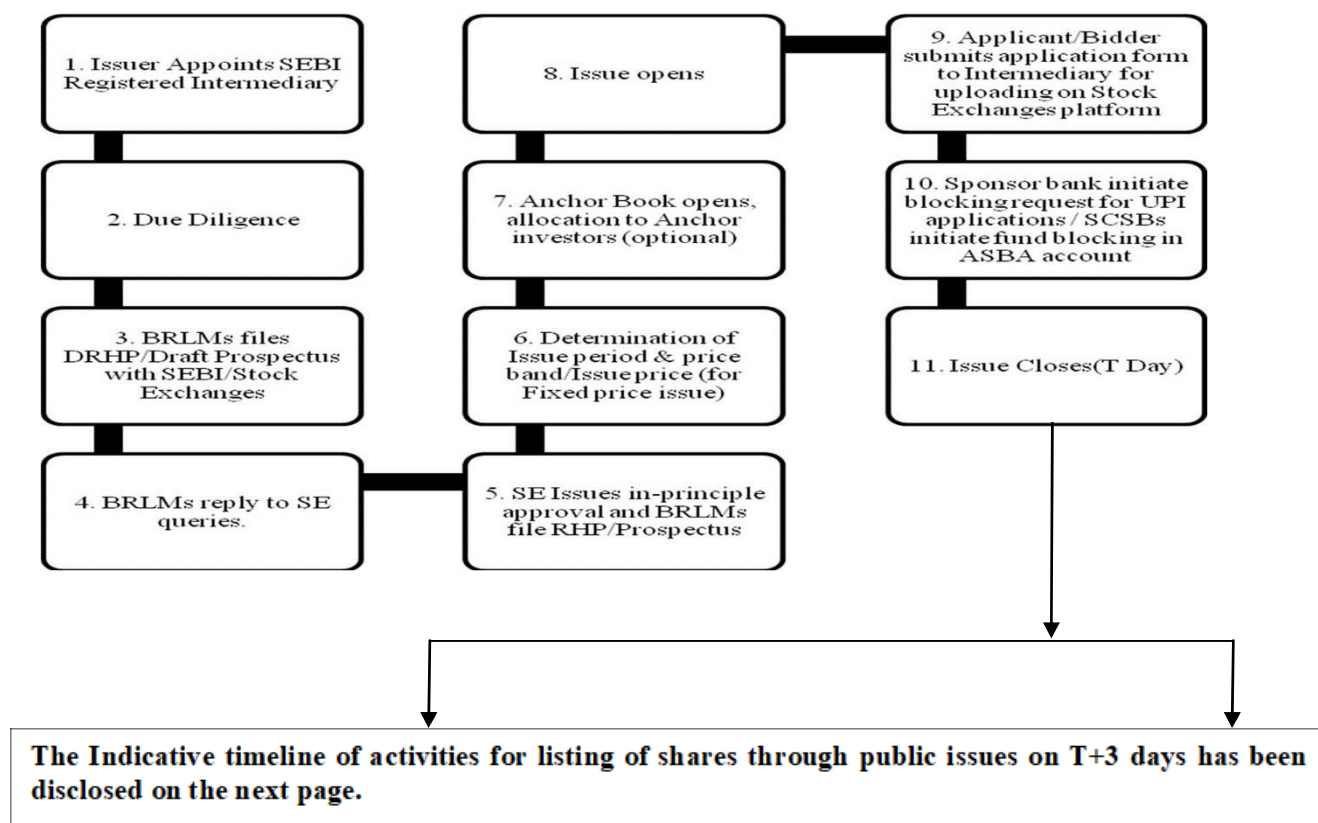 1. Issuer Appoints SEBI
Registered Intermediary
2. Due Diligence
3. BRLMs files
DRHP/Draft Prospectus
with SEBI/Stock
Exchanges
4. BRLMs reply to SE
queries.
5. SE Issues in-principle
approval and BRLMs
file RHP/Prospectus
6. Determination of
Issue period & price
band/Issue price (for
Fixed price issue)
7. Anchor Book opens,
allocation to Anchor
investors (optional)
8. Issue opens
9. Applicant/Bidder
submits application form
to Intermediary for
uploading on Stock
Exchanges platform
10. Sponsor bank initiate
blocking request for UPI
applications / SCSBs
initiate fund blocking in
ASBA account
11. Issue Closes(T Day)
The Indicative timeline of activities for listing of shares through public issues on T+3 days has been
disclosed on the next page.